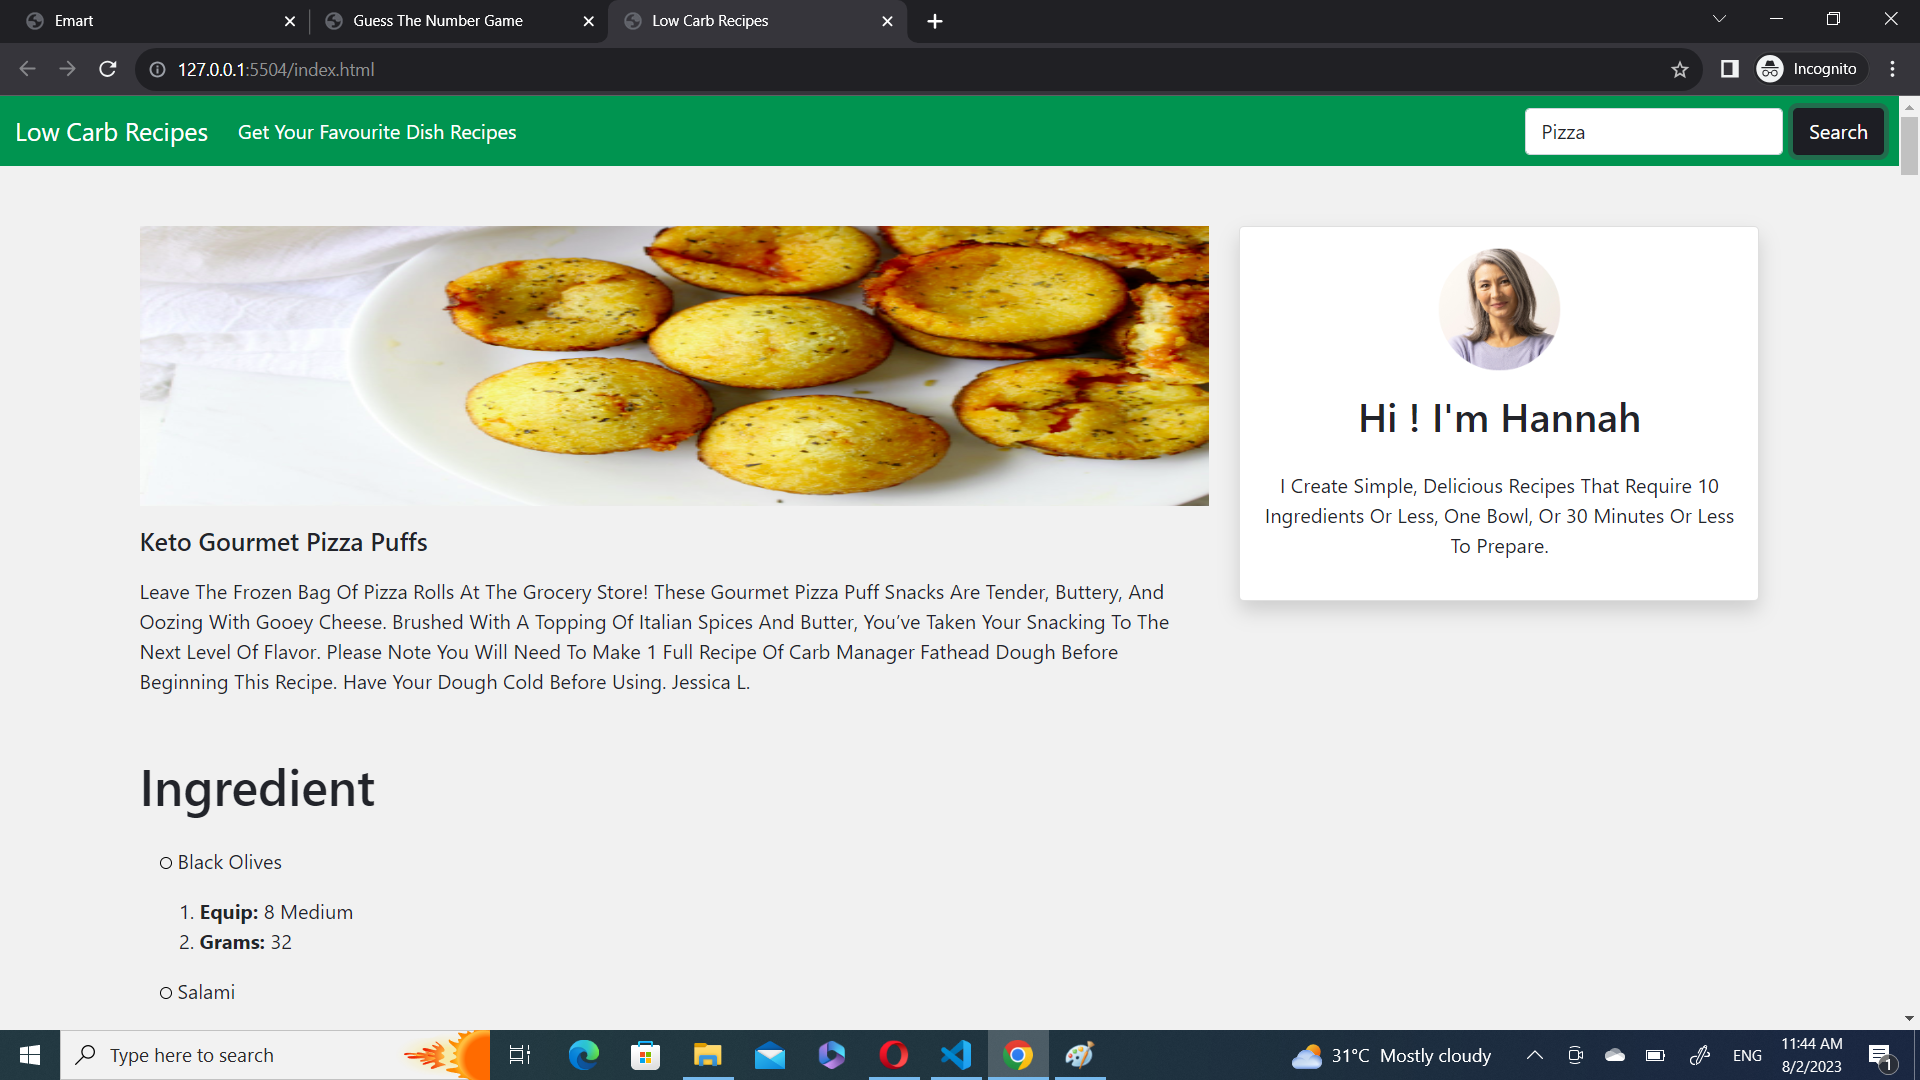 Emart
Guess The Number Game
Low Carb Recipes
127.0.0.1:5504/index.html
Incognito
Low Carb Recipes
Get Your Favourite Dish Recipes
Pizza
Search
Keto Gourmet Pizza Puffs
Leave The Frozen Bag Of Pizza Rolls At The Grocery Store! These Gourmet Pizza Puff Snacks Are Tender, Buttery, And
Oozing With Gooey Cheese. Brushed With A Topping Of Italian Spices And Butter, You’ve Taken Your Snacking To The
Next Level Of Flavor. Please Note You Will Need To Make 1 Full Recipe Of Carb Manager Fathead Dough Before
Beginning This Recipe. Have Your Dough Cold Before Using. Jessica L.
Hi ! I'm Hannah
I Create Simple, Delicious Recipes That Require 10
Ingredients Or Less, One Bowl, Or 30 Minutes Or Less
To Prepare.
Ingredient
Black Olives
1. Equip: 8 Medium
2. Grams: 32
Salami
Type here to search
31°C Mostly cloudy
ENG
11:44 AM
8/2/2023
1